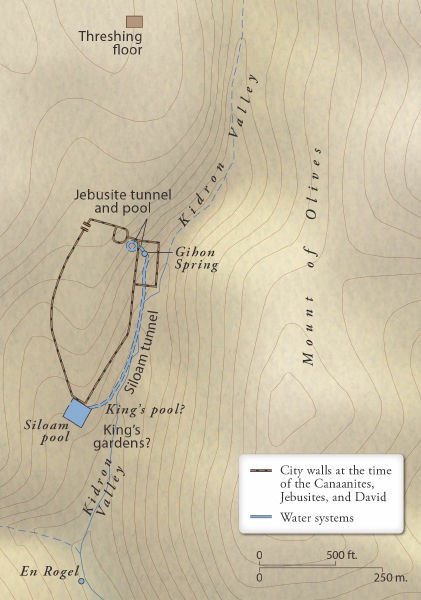 Threshing
floor
Kidron Valley
Mount of Olives
Jebusite tunnel
and pool
Gihon
Spring
Siloam tunnel
King's pool?
Siloam
pool
King's
gardens?
Kidron
Valley
City walls at the time
of the Canaanites,
Jebusites, and David
Water systems
0 500 ft.
0 250 m.
En Rogel